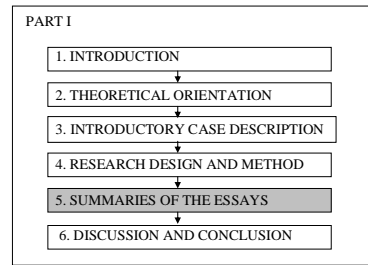 PART I
1. INTRODUCTION
2. THEORETICAL ORIENTATION
3. INTRODUCTORY CASE DESCRIPTION
4. RESEARCH DESIGN AND METHOD
5. SUMMARIES OF THE ESSAYS
6. DISCUSSION AND CONCLUSION